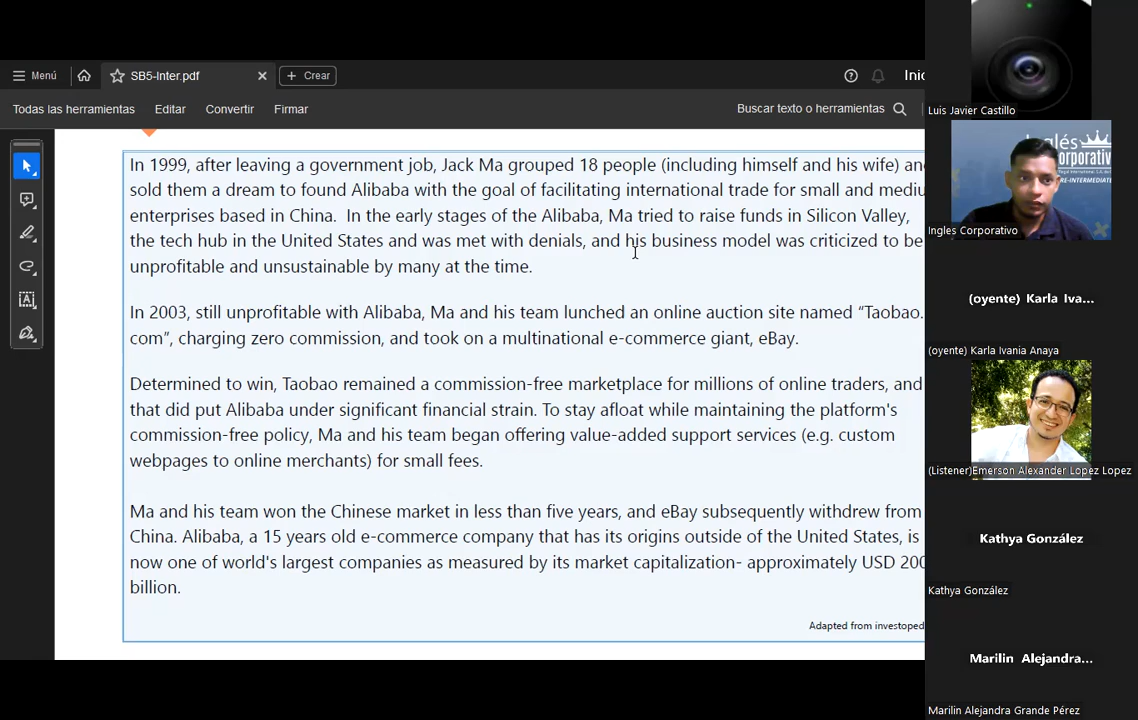 Menú
SB5-Inter.pdf
Crear
Inic
Todas las herramientas
Editar
Convertir
Firmar
Buscar texto o herramientas
In 1999, after leaving a government job, Jack Ma grouped 18 people (including himself and his wife) and
sold them a dream to found Alibaba with the goal of facilitating international trade for small and mediu
enterprises based in China. In the early stages of the Alibaba, Ma tried to raise funds in Silicon Valley,
the tech hub in the United States and was met with denials, and his business model was criticized to be
unprofitable and unsustainable by many at the time.
In 2003, still unprofitable with Alibaba, Ma and his team lunched an online auction site named “Taobao.
com”, charging zero commission, and took on a multinational e-commerce giant, eBay.
Determined to win, Taobao remained a commission-free marketplace for millions of online traders, and
that did put Alibaba under significant financial strain. To stay afloat while maintaining the platform's
commission-free policy, Ma and his team began offering value-added support services (e.g. custom
webpages to online merchants) for small fees.
Ma and his team won the Chinese market in less than five years, and eBay subsequently withdrew from
China. Alibaba, a 15 years old e-commerce company that has its origins outside of the United States, is
now one of world's largest companies as measured by its market capitalization- approximately USD 200
billion.
Adapted from investoped
Luis Javier Castillo
Inglés
Corporativo
RE-INTERMEDIATE
Ingles Corporativo
(oyente) Karla Iva...
(oyente) Karla Ivania Anaya
(Listener)Emerson Alexander Lopez Lopez
Kathya González
Kathya González
Marilin Alejandra...
Marilin Alejandra Grande Pérez